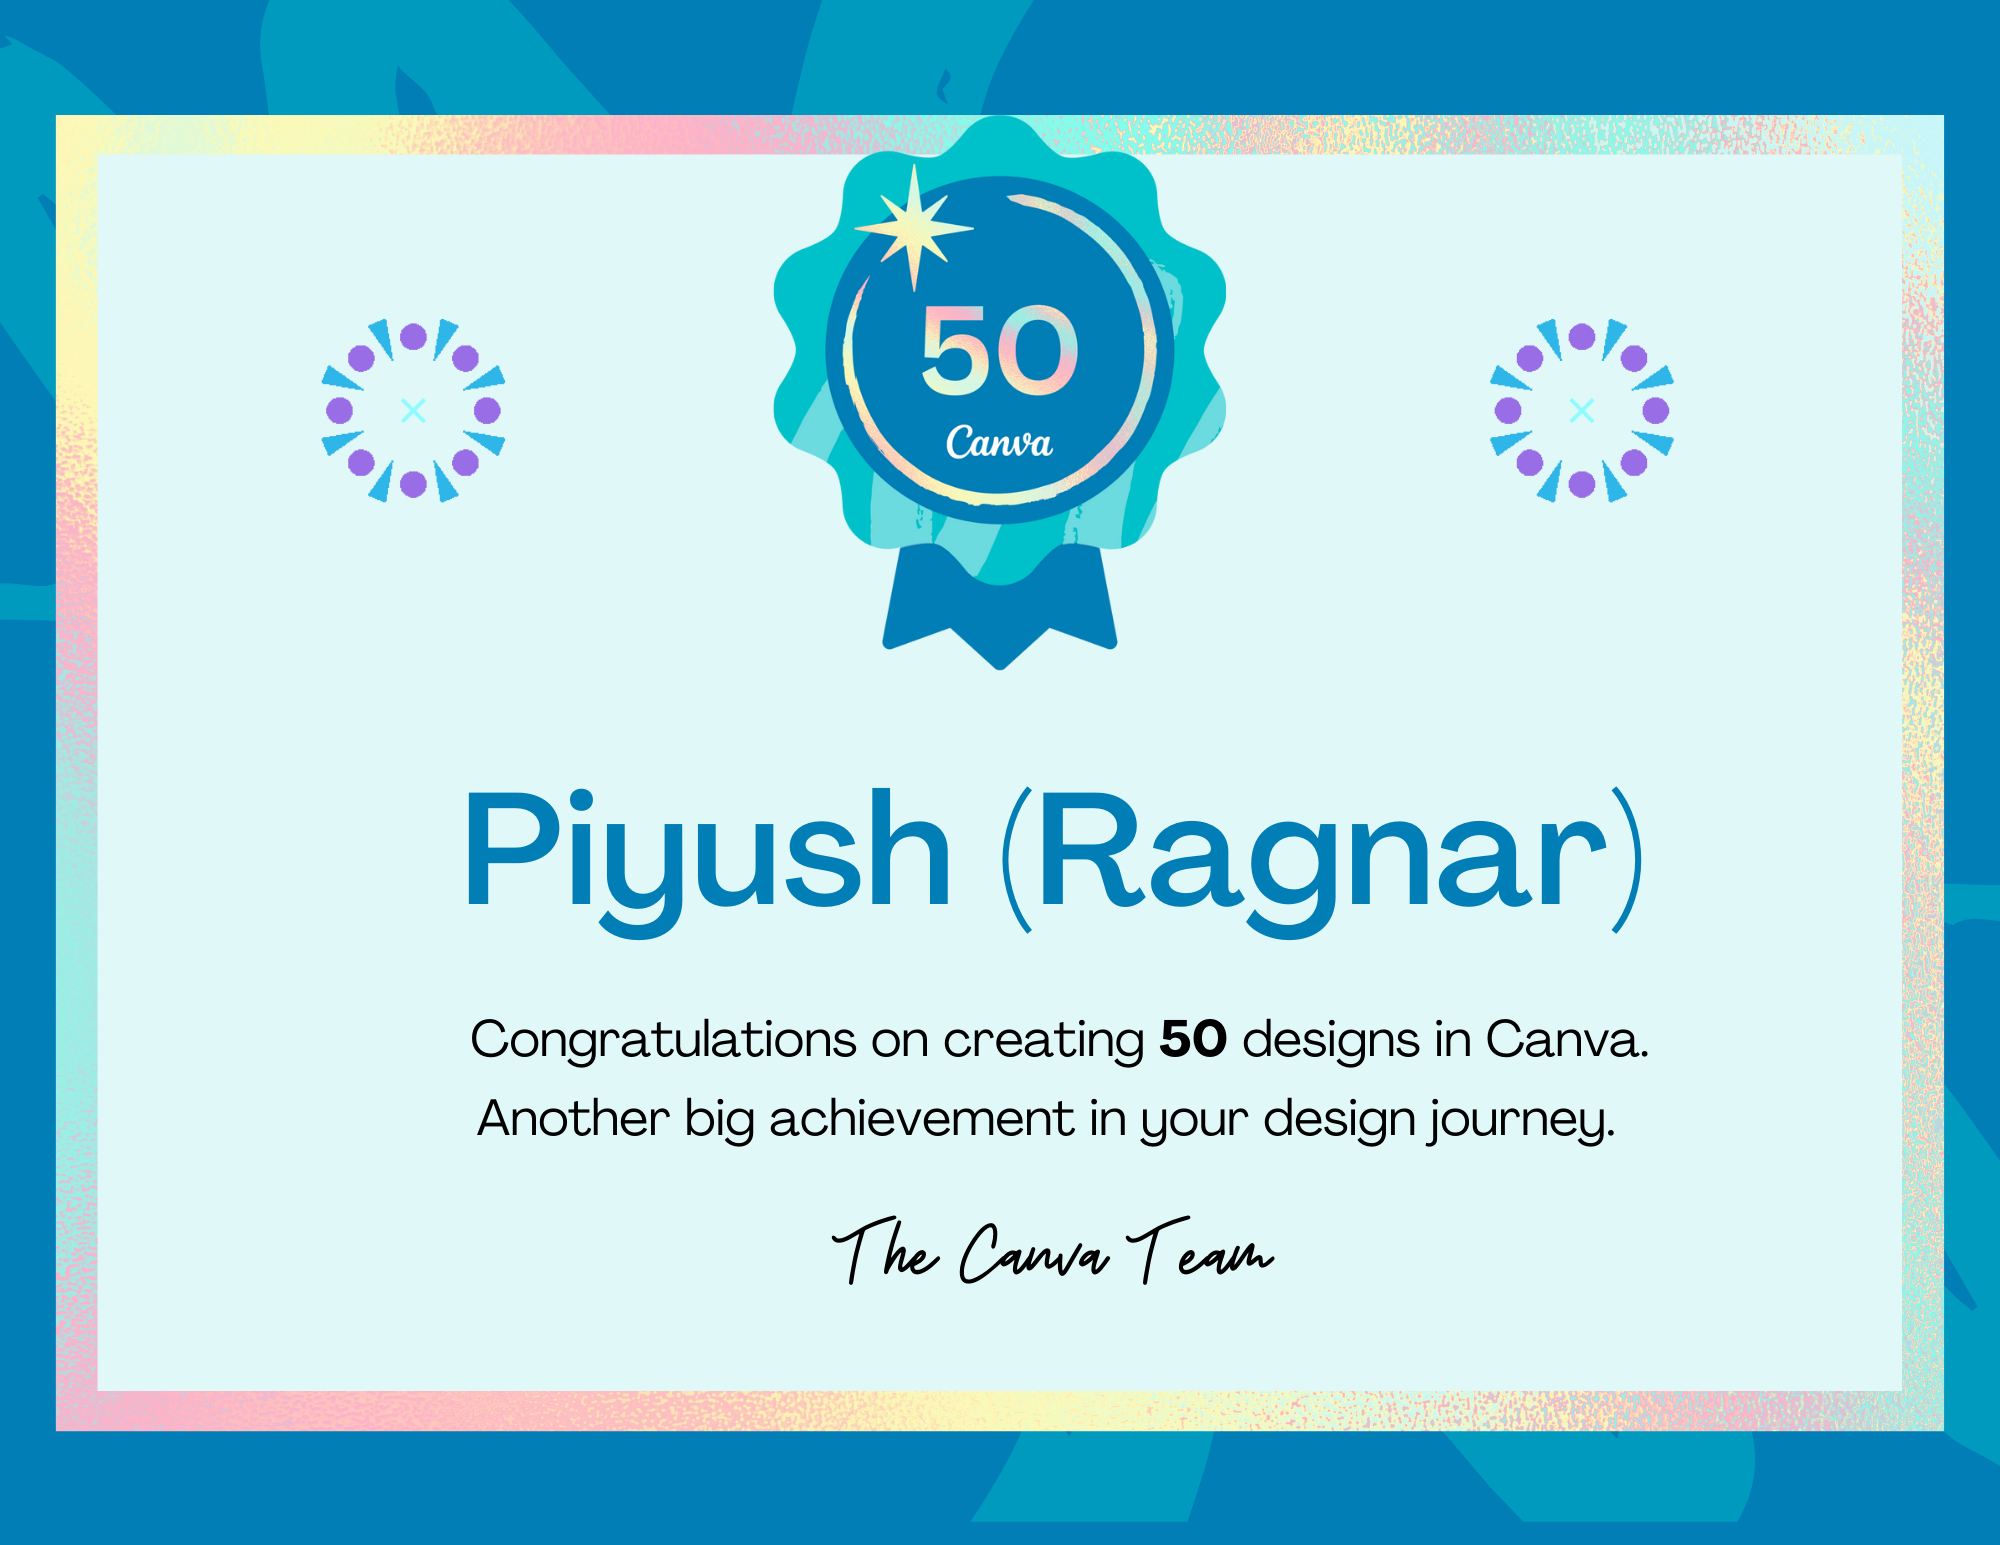 50
Canva
Piyush (Ragnar)
Congratulations on creating 50 designs in Canva.
Another big achievement in your design journey.
The Canva Team